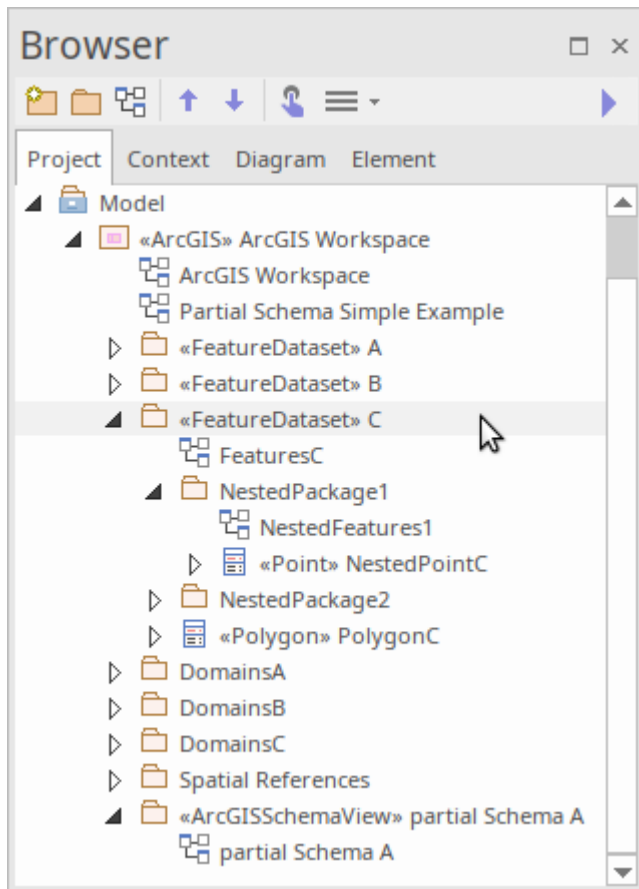 Browser
Project Context Diagram Element
Model
«ArcGIS» ArcGIS Workspace
ArcGIS Workspace
Partial Schema Simple Example
«FeatureDataset» A
«FeatureDataset» B
«FeatureDataset» C
FeaturesC
NestedPackage1
NestedFeatures1
«Point» NestedPointC
NestedPackage2
«Polygon» PolygonC
DomainsA
DomainsB
DomainsC
Spatial References
«ArcGISSchemaView» partial Schema A
partial Schema A